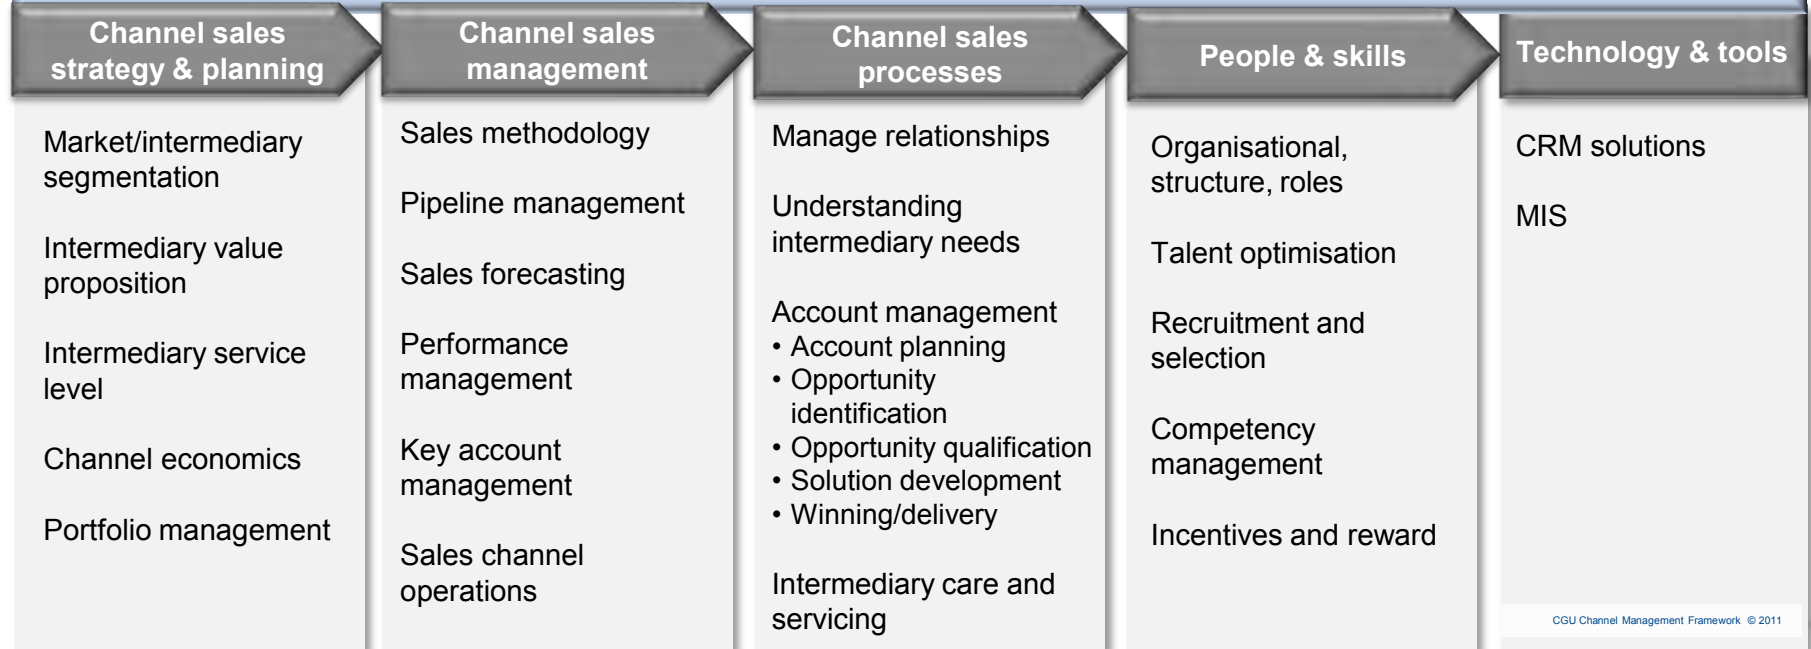 Channel sales
strategy & planning
Market/intermediary
segmentation
Intermediary value
proposition
Intermediary service
level
Channel economics
Portfolio management
Channel sales
management
Sales methodology
Pipeline management
Sales forecasting
Performance
management
Key account
management
Sales channel
operations
Channel sales
processes
Manage relationships
Understanding
intermediary needs
Account management
• Account planning
• Opportunity
identification
• Opportunity qualification
• Solution development
• Winning/delivery
Intermediary care and
servicing
People & skills
Organisational,
structure, roles
Talent optimisation
Recruitment and
selection
Competency
management
Incentives and reward
Technology & tools
CRM solutions
MIS
CGU Channel Management Framework © 2011